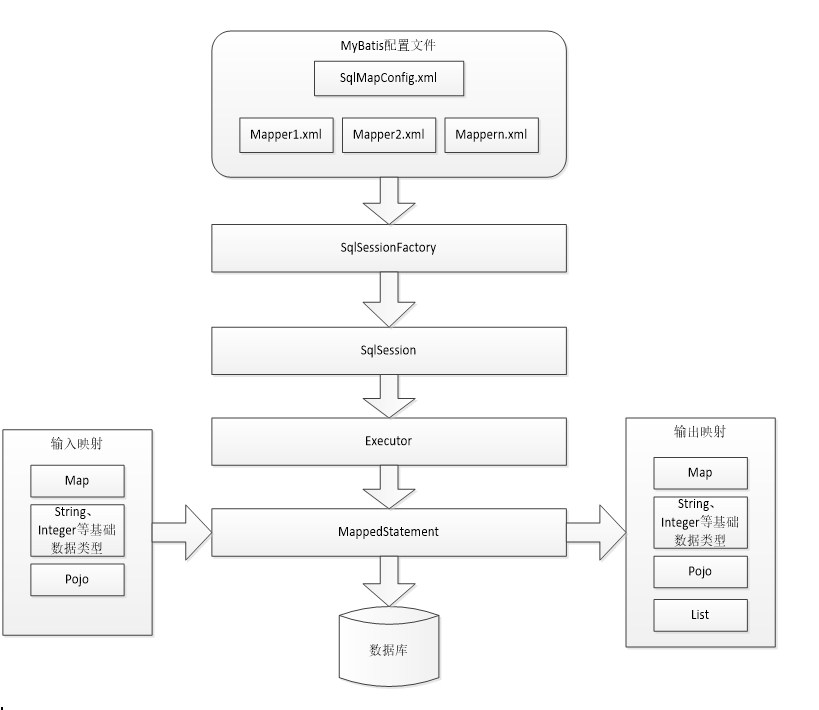 MyBatis配置文件
SqlMapConfig.xml
Mapper1.xml
Mapper2.xml
Mappern.xml
SqlSessionFactory
SqlSession
Executor
输入映射
Map
String、
Integer等基础
数据类型
Pojo
MappedStatement
输出映射
Map
String、
Integer等基础
数据类型
Pojo
List
数据库